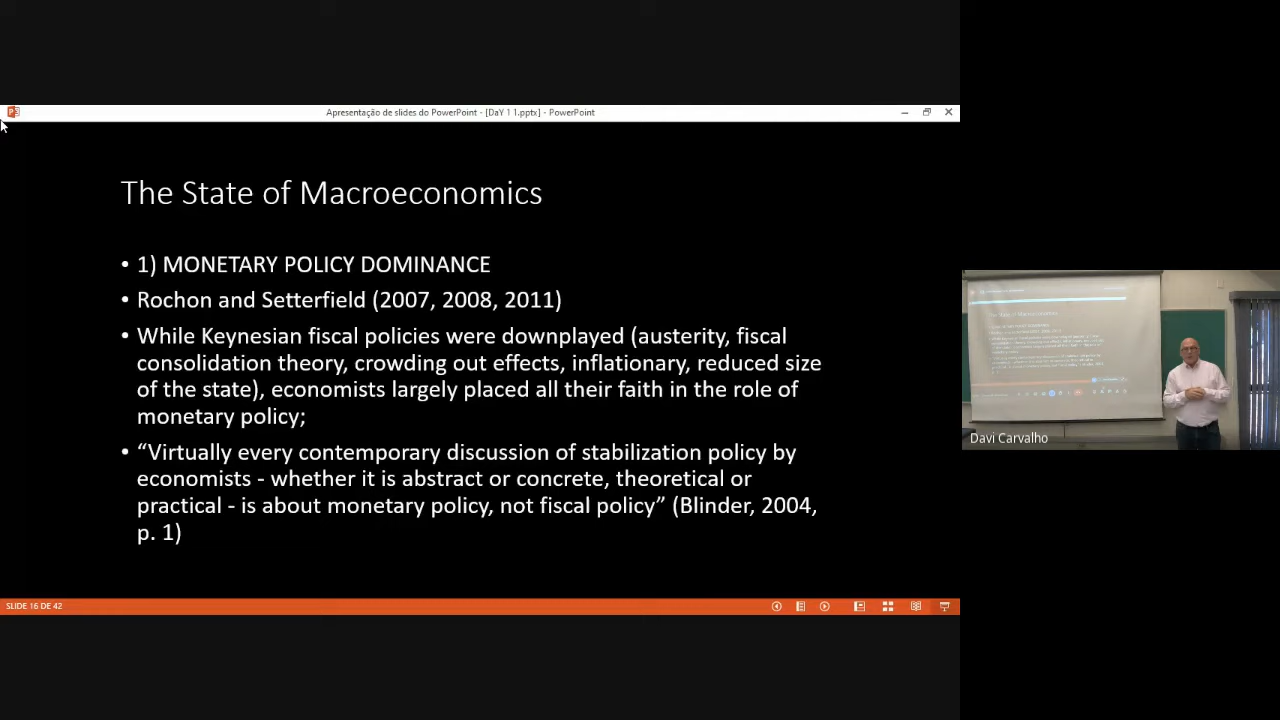 Apresentação de slides do PowerPoint - [DaY 1 1.pptx] - PowerPoint
The State of Macroeconomics
• 1) MONETARY POLICY DOMINANCE
• Rochon and Setterfield (2007, 2008, 2011)
• While Keynesian fiscal policies were downplayed (austerity, fiscal
consolidation theory, crowding out effects, inflationary, reduced size
of the state), economists largely placed all their faith in the role of
monetary policy;
• “Virtually every contemporary discussion of stabilization policy by
economists - whether it is abstract or concrete, theoretical or
practical - is about monetary policy, not fiscal policy” (Blinder, 2004,
p. 1)
SLIDE 16 DE 42
The State of Macroeconomics
Davi Carvalho